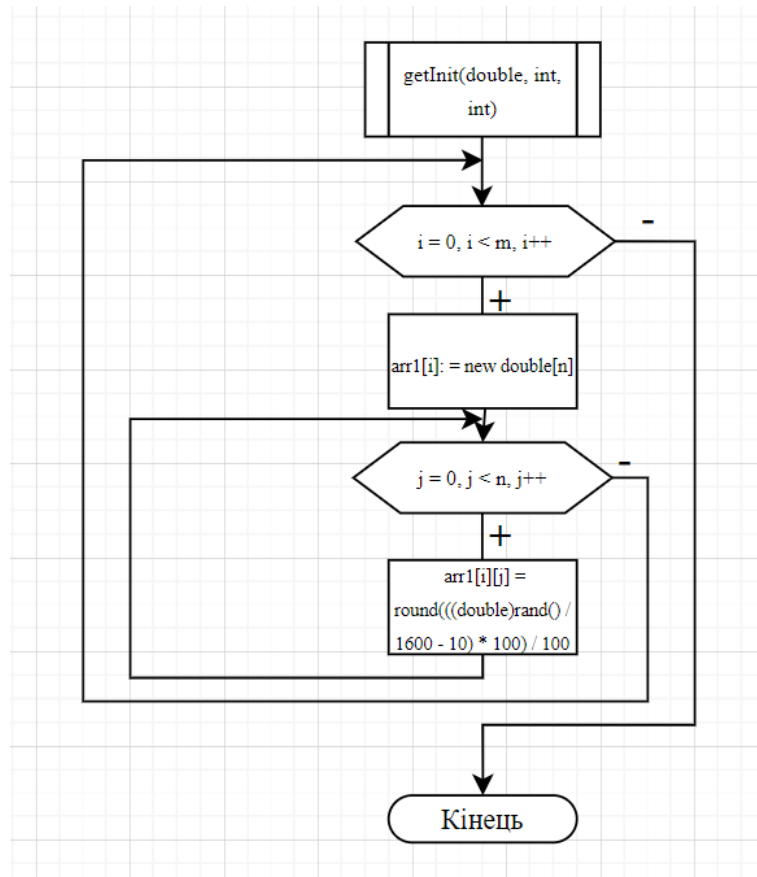 getInit(double, int,
int)
i = 0, i < m, i++
-
+
arr1[i]: = new double[n]
j = 0, j < n, j++
-
+
arr1[i][j] =
round(((double)rand() /
1600 - 10) * 100) / 100
Кінець